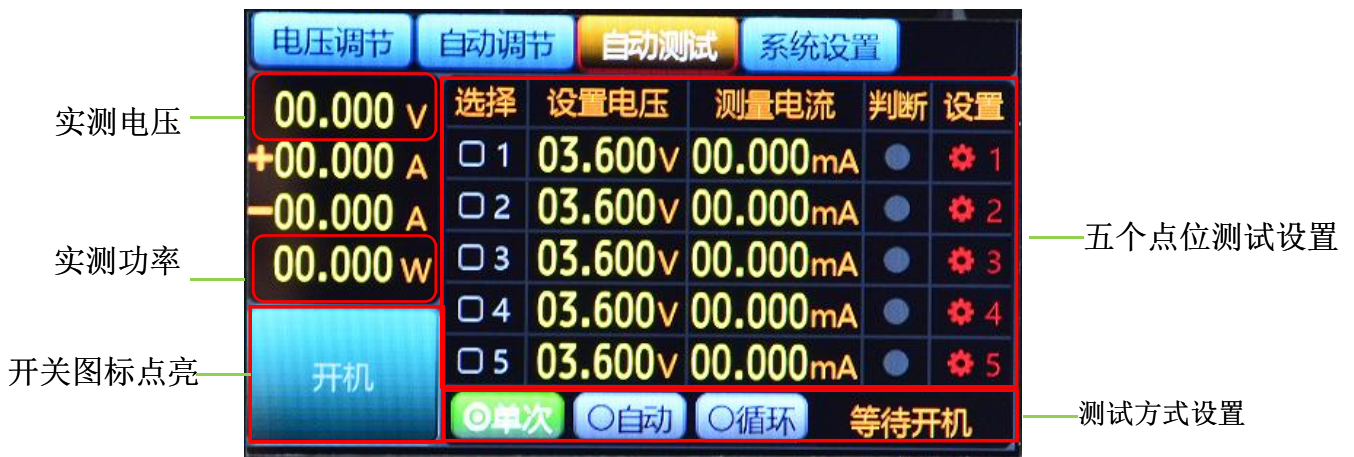 电压调节 自动调节 自动测试 系统设置
实测电压
00.000 V
+00.000 A
-00.000 A
00.000 W
实测功率
开关图标点亮
开机
选择 设置电压 测量电流 判断 设置
1 03.600V 00.000mA 1
2 03.600V 00.000mA 2
3 03.600V 00.000mA 3
4 03.600V 00.000mA 4
5 03.600V 00.000mA 5
单次 自动 循环 等待开机
五个点位测试设置
测试方式设置